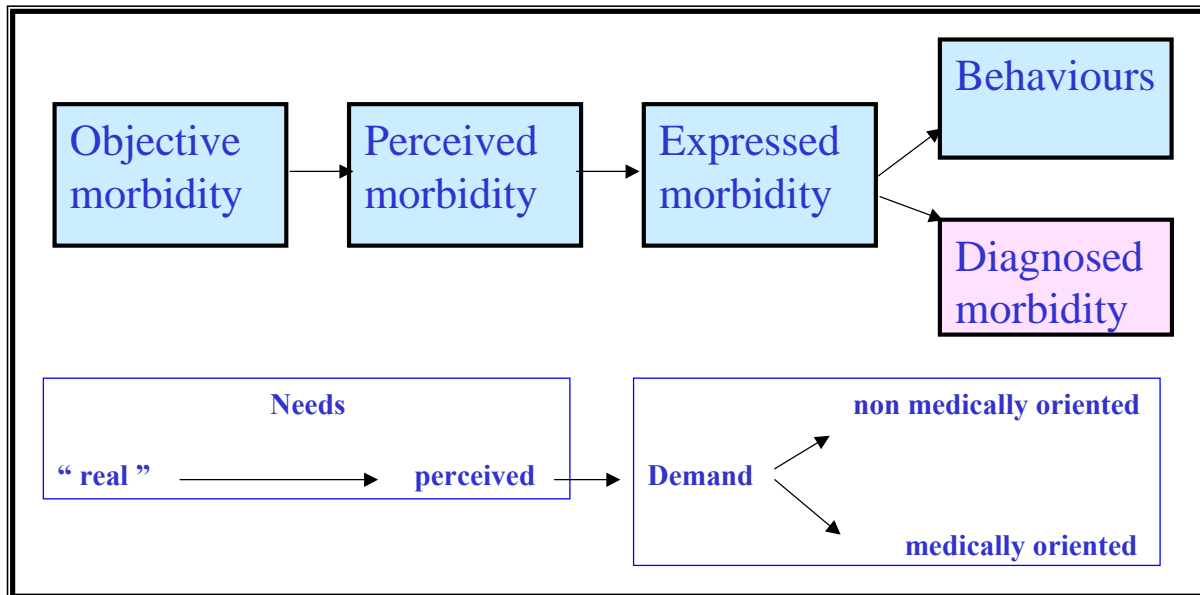 Behaviours
Objective
morbidity
Perceived
morbidity
Expressed
morbidity
Diagnosed
morbidity
Needs
“ real ”
perceived
non medically oriented
Demand
medically oriented